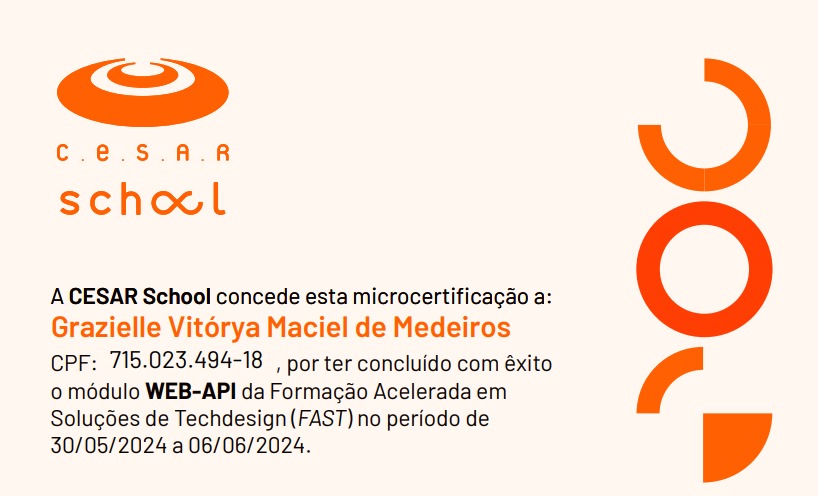 C.e.S.A.R
school
A CESAR School concede esta microcertificação a:
Grazielle Vitórya Maciel de Medeiros
CPF: 715.023.494-18 , por ter concluído com êxito
o módulo WEB-API da Formação Acelerada em
Soluções de Techdesign (FAST) no período de
30/05/2024 a 06/06/2024.